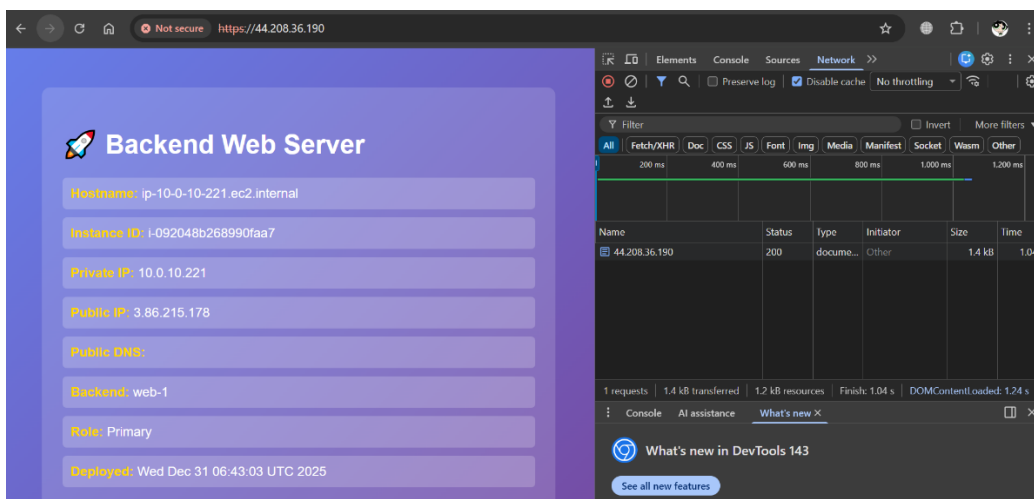 Not secure https://44.208.36.190
🚀 Backend Web Server
Hostname: ip-10-0-10-221.ec2.internal
Instance ID: i-092048b268990faa7
Private IP: 10.0.10.221
Public IP: 3.86.215.178
Public DNS:
Backend: web-1
Role: Primary
Deployed: Wed Dec 31 06:43:03 UTC 2025
Elements Console Sources Network
Preserve log Disable cache No throttling
Filter Invert More filters
All Fetch/XHR Doc CSS JS Font Img Media Manifest Socket Wasm Other
200 ms 400 ms 600 ms 800 ms 1.000 ms 1.200 ms
Name Status Type Initiator Size Time
44.208.36.190 200 docume... Other 1.4 kB 1.04
1 requests 1.4 kB transferred 1.2 kB resources Finish: 1.04 s DOMContentLoaded: 1.24 s
Console AI assistance What's new
What's new in DevTools 143
See all new features